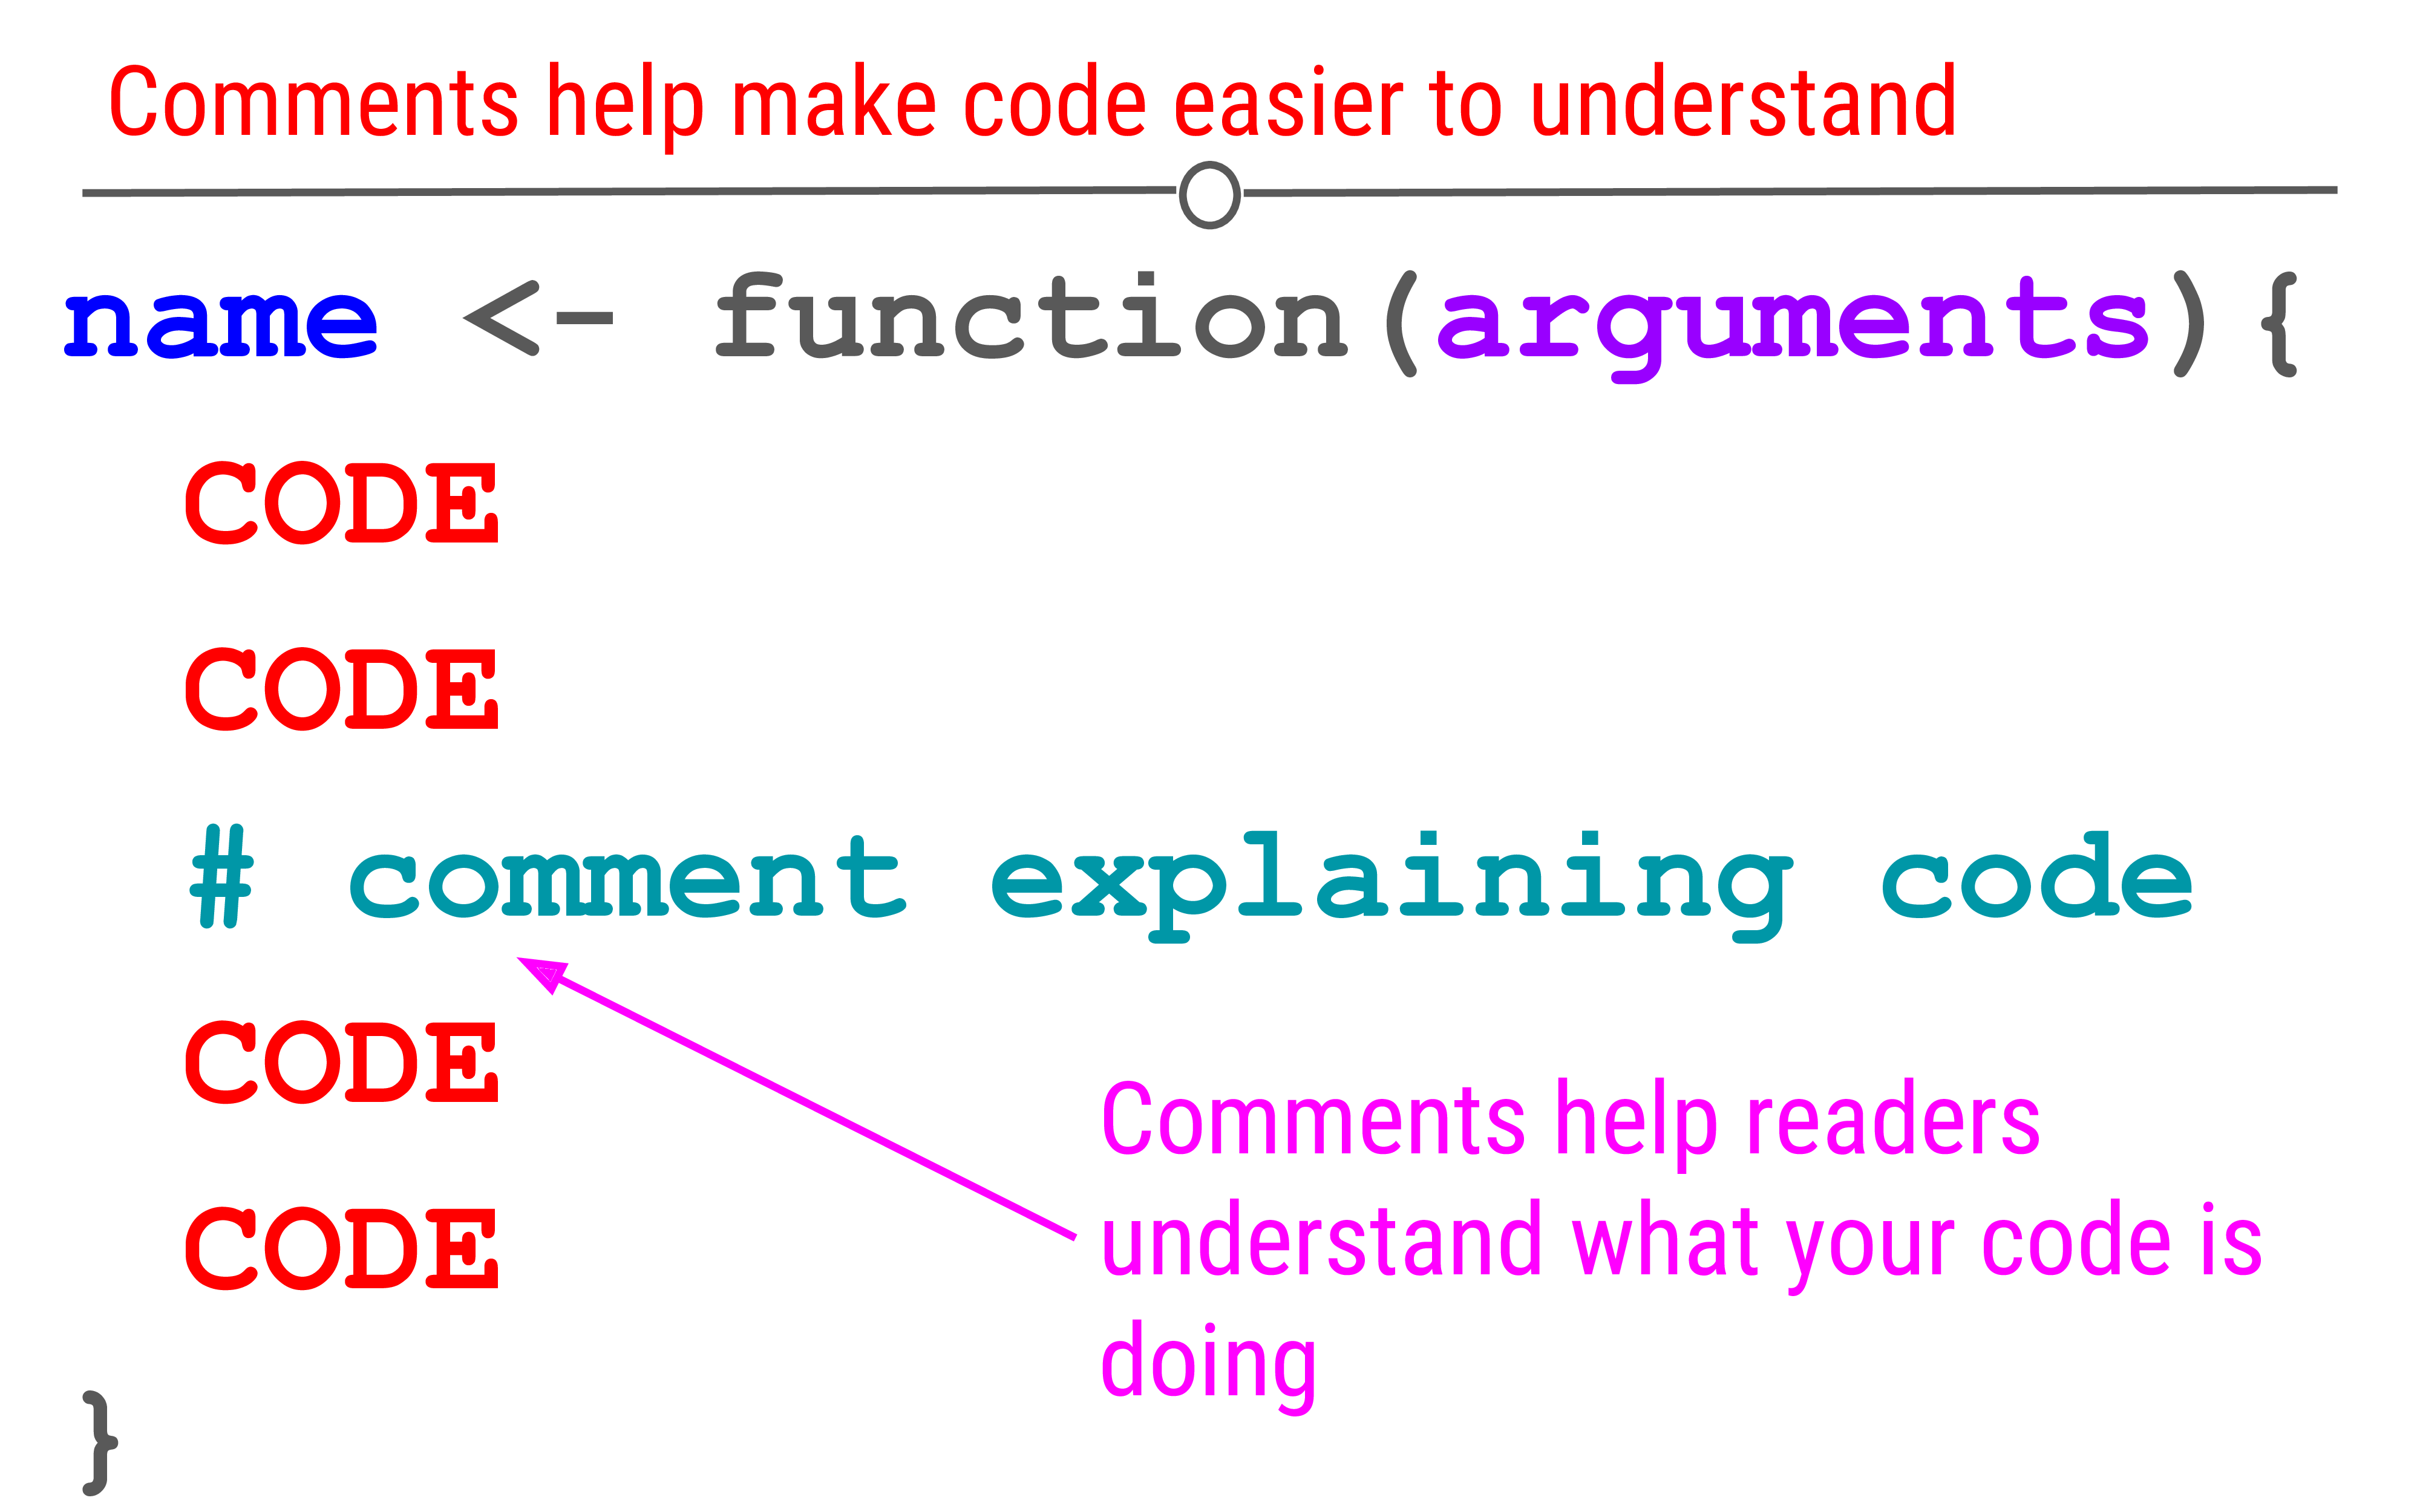 Comments help make code easier to understand
name <- function(arguments){
CODE
CODE
# comment explaining code
CODE
Comments help readers
understand what your code is
CODE
doing
}